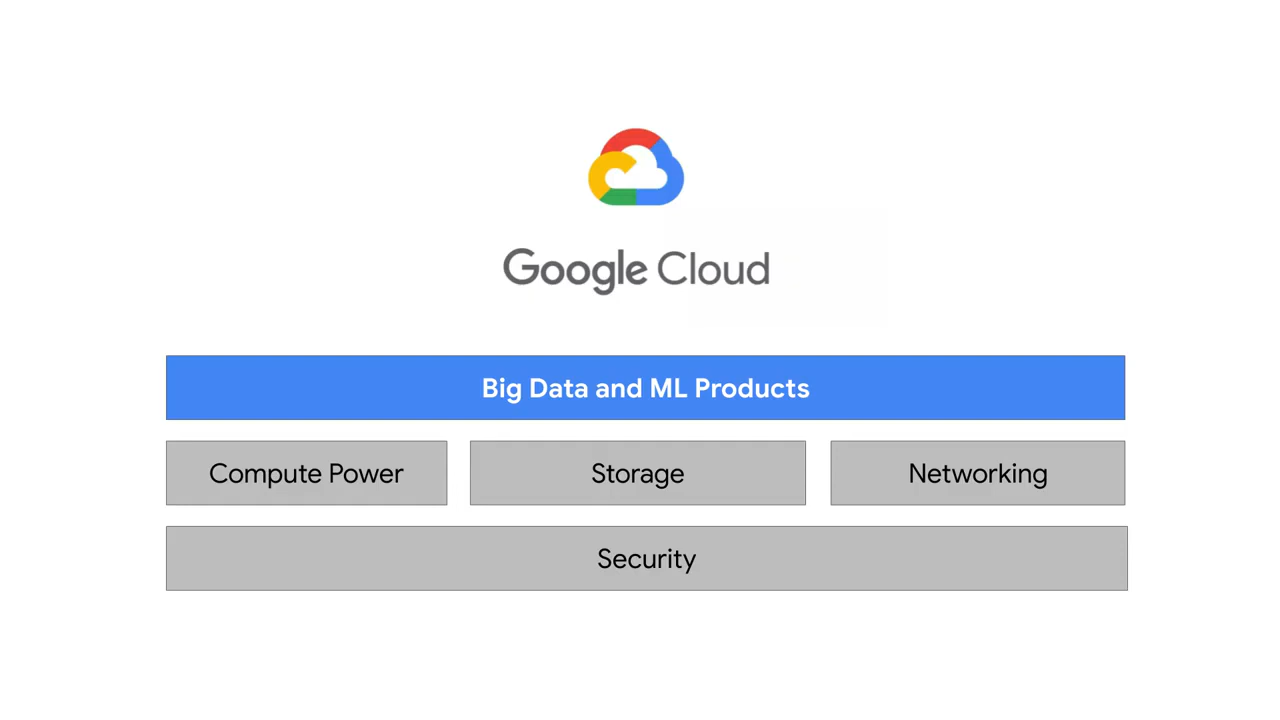 Google Cloud
Big Data and ML Products
Compute Power
Storage
Networking
Security